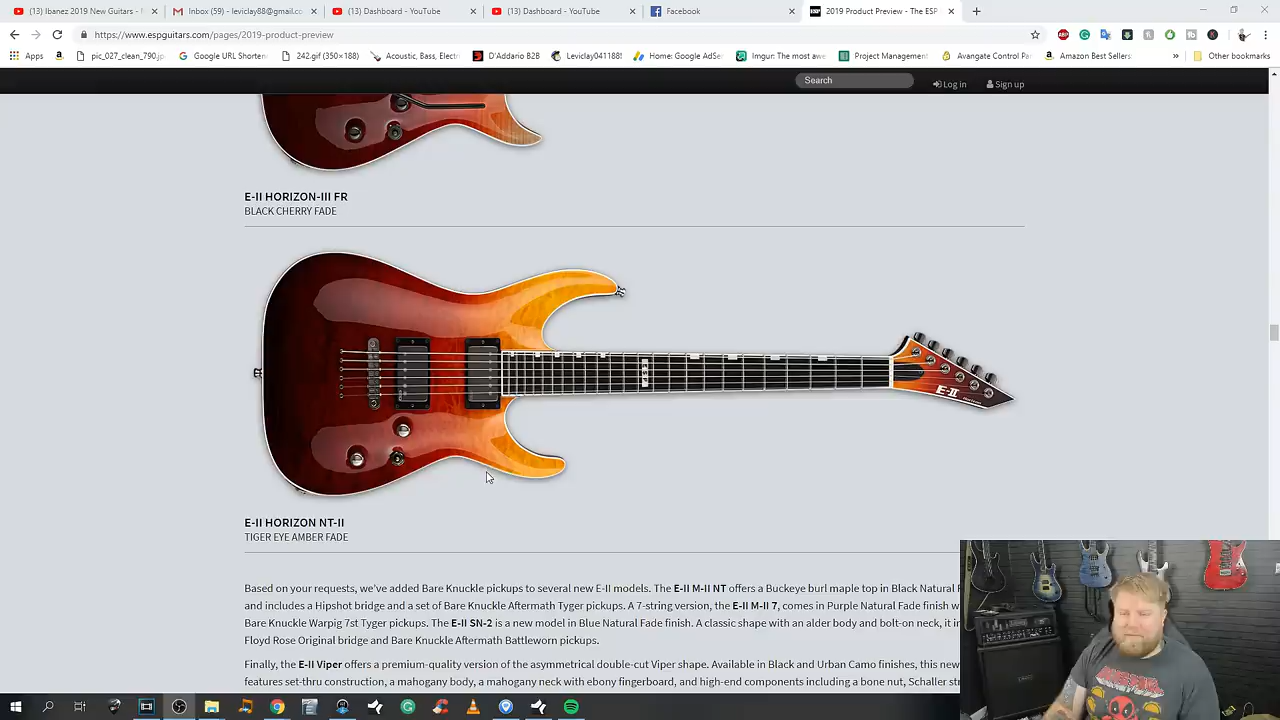 (13) Ibanez 2019 New Guitars -
Inbox (59) - leviclay88@gmail.co
(13) Dashboard - YouTube
(13) Dashboard - YouTube
Facebook
2019 Product Preview - The ESP
https://www.espguitars.com/pages/2019-product-preview
Apps
pic_027_clean_790.jp
Google URL Shorten
242.gif (350×188)
Acoustic, Bass, Elect
D'Addario B2B
Leviclay041188
Home: Google AdSe
Imgur: The most awe
Project Management
Avangate Control Pa
Amazon Best Sellers:
Other bookmarks
Search
Log in
Sign up
E-II HORIZON-III FR
BLACK CHERRY FADE
E-II
Horizon
E-II HORIZON NT-II
TIGER EYE AMBER FADE
Based on your requests, we've added Bare Knuckle pickups to several new E-II models. The E-II M-II NT offers a Buckeys burl maple top in Black Natural F
and includes a Hipshot bridge and a set of Bare Knuckle Aftermath Tyger pickups. A 7-string version, the E-II M-II 7, comes in Purple Natural Fade finish w
Bare Knuckle Warpig 7st Tyger pickups. The E-II SN-2 is a new model in Blue Natural Fade finish. A classic shape with an alder body and bolt-on neck, it in
Floyd Rose Original bridge and Bare Knuckle Aftermath Battleworn pickups.
Finally, the E-II Viper offers a premium-quality version of the asymmetrical double-cut Viper shape. Available in Black and Urban Camo finishes, this new
features set-thru construction, a mahogany body, a mahogany neck with ebony fingerboard, and high-end components including a bone nut, Schaller str